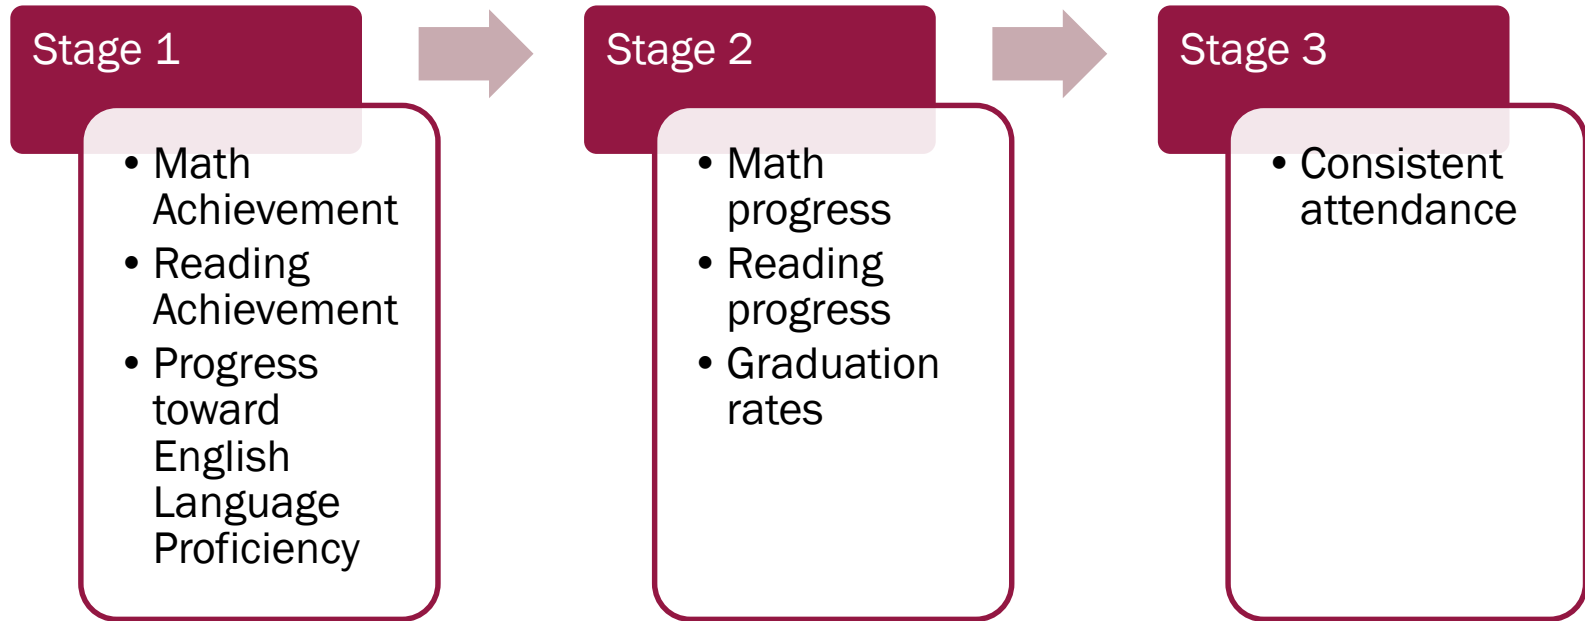 Stage 1
• Math
Achievement
• Reading
Achievement
• Progress
toward
English
Language
Proficiency
Stage 2
• Math
progress
• Reading
progress
• Graduation
rates
Stage 3
• Consistent
attendance